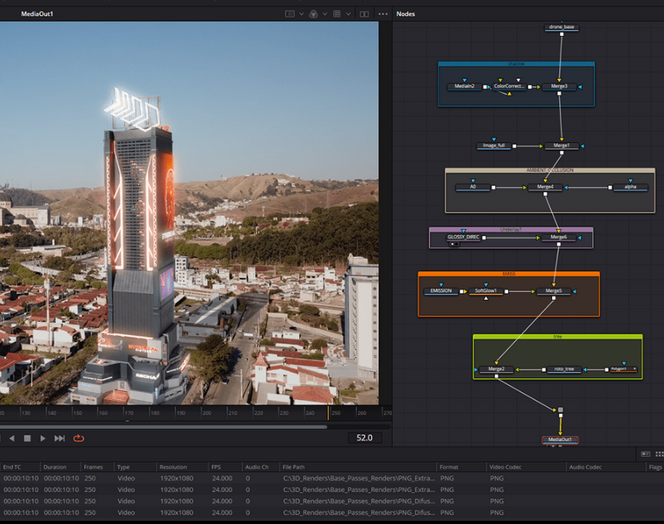 MediaOut1
Nodes
drone_base
MediaIn2
ColorCorrect...
Merge3
Image_full
Merge1
AMBIENT_OCCLUSION
AO
Merge4
alpha
GLOSSY_DIREC
Merge6
EMISS
EMISSION
SoftGlow1
Merge5
tree
Merge2
roto_tree
Polygon1
MediaOut1
130 140 150 160 170 180 190 200 210 220 230 240 250 260 270
52.0
End TC Duration Frames Type Resolution FPS Audio Ch File Path Format Video Codec Audio Codec Flags
00:00:10:10 00:00:10:10 250 Video 1920x1080 24.000 0 C:\3D_Renders\Base_Passes_Renders\PNG_Extra... PNG PNG
00:00:10:10 00:00:10:10 250 Video 1920x1080 24.000 0 C:\3D_Renders\Base_Passes_Renders\PNG_Extra... PNG PNG
00:00:10:10 00:00:10:10 250 Video 1920x1080 24.000 0 C:\3D_Renders\Base_Passes_Renders\PNG_Difus... PNG PNG
00:00:10:10 00:00:10:10 250 Video 1920x1080 24.000 0 C:\3D_Renders\Base_Passes_Renders\PNG_Difus... PNG PNG